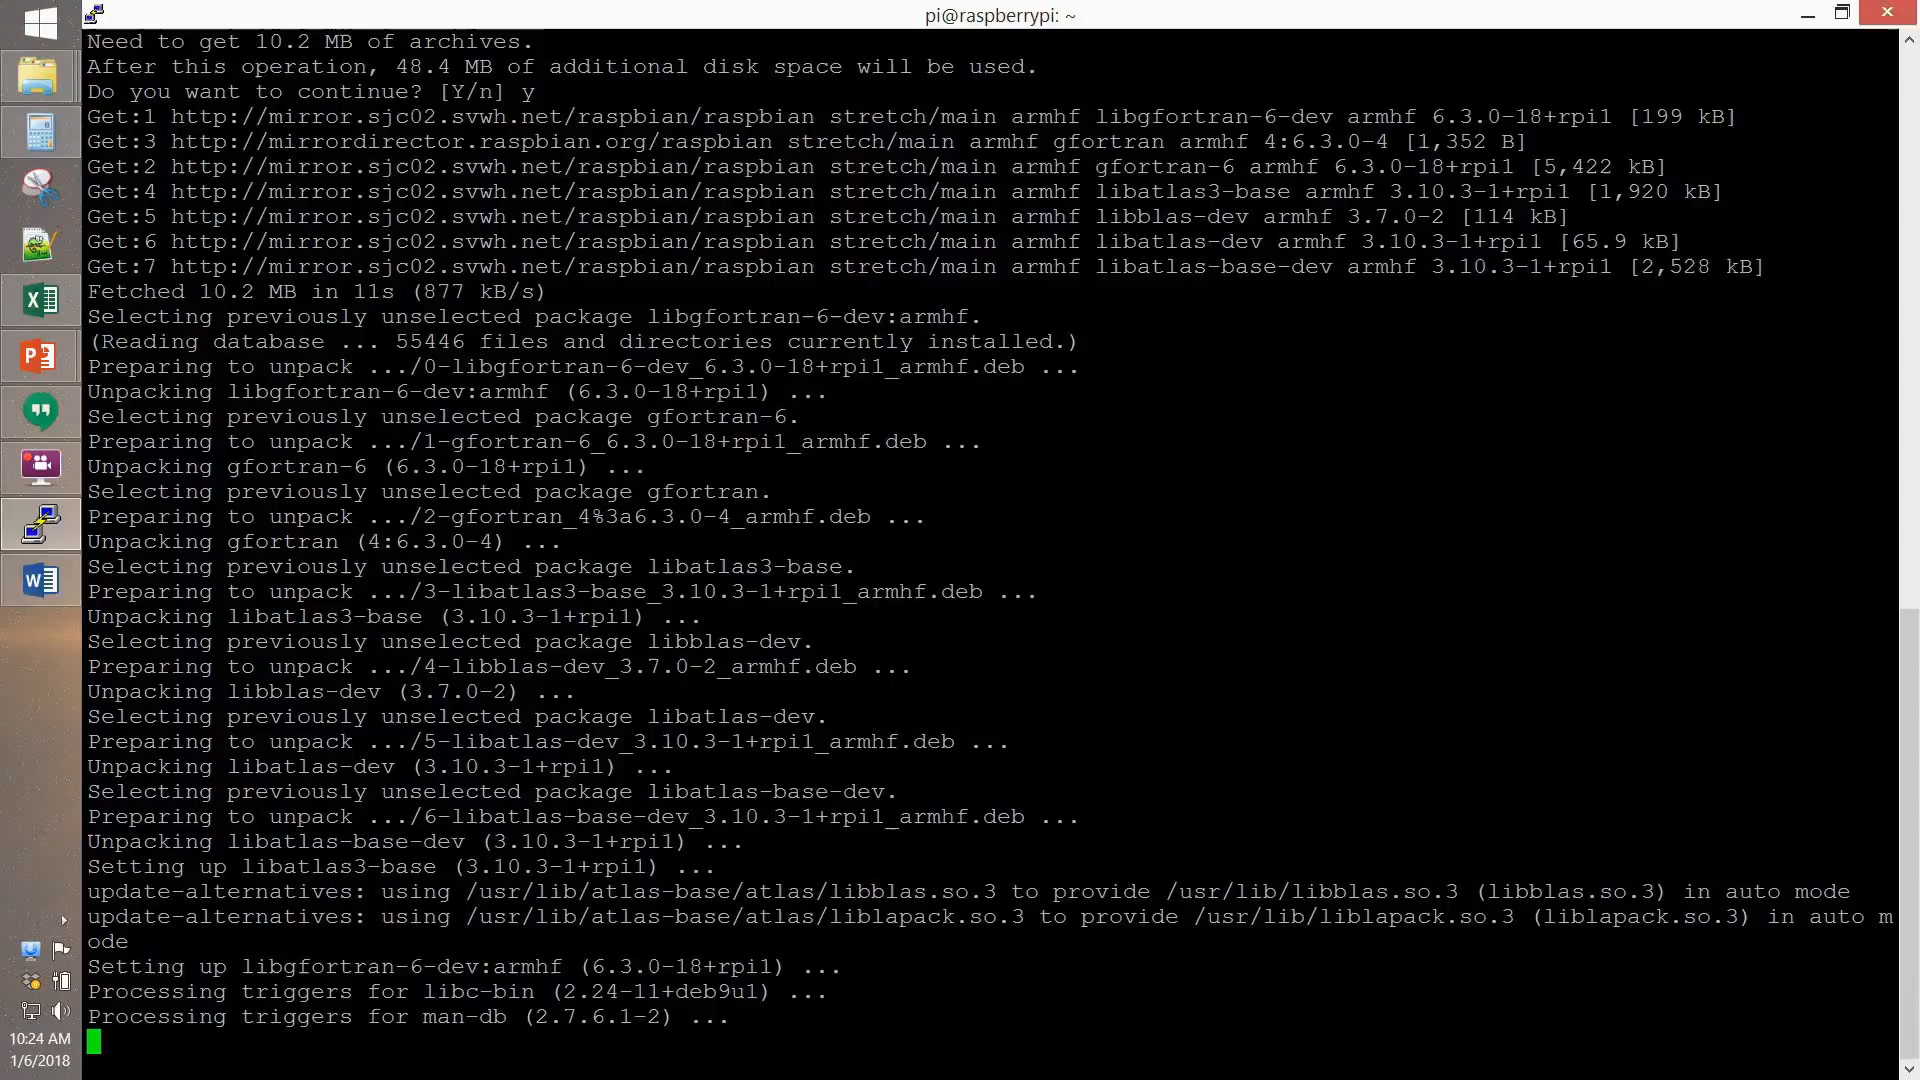 pi@raspberrypi: ~
Need to get 10.2 MB of archives.
After this operation, 48.4 MB of additional disk space will be used.
Do you want to continue? [Y/n] y
Get:1 http://mirror.sjc02.svwh.net/raspbian/raspbian stretch/main armhf libgfortran-6-dev armhf 6.3.0-18+rpi1 [199 kB]
Get:3 http://mirrordirector.raspbian.org/raspbian stretch/main armhf gfortran armhf 4:6.3.0-4 [1,352 B]
Get:2 http://mirror.sjc02.svwh.net/raspbian/raspbian stretch/main armhf gfortran-6 armhf 6.3.0-18+rpi1 [5,422 kB]
Get:4 http://mirror.sjc02.svwh.net/raspbian/raspbian stretch/main armhf libatlas3-base armhf 3.10.3-1+rpi1 [1,920 kB]
Get:5 http://mirror.sjc02.svwh.net/raspbian/raspbian stretch/main armhf libblas-dev armhf 3.7.0-2 [114 kB]
Get:6 http://mirror.sjc02.svwh.net/raspbian/raspbian stretch/main armhf libatlas-dev armhf 3.10.3-1+rpi1 [65.9 kB]
Get:7 http://mirror.sjc02.svwh.net/raspbian/raspbian stretch/main armhf libatlas-base-dev armhf 3.10.3-1+rpi1 [2,528 kB]
Fetched 10.2 MB in 11s (877 kB/s)
Selecting previously unselected package libgfortran-6-dev:armhf.
(Reading database ... 55446 files and directories currently installed.)
Preparing to unpack .../0-libgfortran-6-dev_6.3.0-18+rpi1_armhf.deb ...
Unpacking libgfortran-6-dev:armhf (6.3.0-18+rpi1) ...
Selecting previously unselected package gfortran-6.
Preparing to unpack .../1-gfortran-6_6.3.0-18+rpi1_armhf.deb ...
Unpacking gfortran-6 (6.3.0-18+rpi1) ...
Selecting previously unselected package gfortran.
Preparing to unpack .../2-gfortran_4%3a6.3.0-4_armhf.deb ...
Unpacking gfortran (4:6.3.0-4) ...
Selecting previously unselected package libatlas3-base.
Preparing to unpack .../3-libatlas3-base_3.10.3-1+rpi1_armhf.deb ...
Unpacking libatlas3-base (3.10.3-1+rpi1) ...
Selecting previously unselected package libblas-dev.
Preparing to unpack .../4-libblas-dev_3.7.0-2_armhf.deb ...
Unpacking libblas-dev (3.7.0-2) ...
Selecting previously unselected package libatlas-dev.
Preparing to unpack .../5-libatlas-dev_3.10.3-1+rpi1_armhf.deb ...
Unpacking libatlas-dev (3.10.3-1+rpi1) ...
Selecting previously unselected package libatlas-base-dev.
Preparing to unpack .../6-libatlas-base-dev_3.10.3-1+rpi1_armhf.deb ...
Unpacking libatlas-base-dev (3.10.3-1+rpi1) ...
Setting up libatlas3-base (3.10.3-1+rpi1) ...
update-alternatives: using /usr/lib/atlas-base/atlas/libblas.so.3 to provide /usr/lib/libblas.so.3 (libblas.so.3) in auto mode
update-alternatives: using /usr/lib/atlas-base/atlas/liblapack.so.3 to provide /usr/lib/liblapack.so.3 (liblapack.so.3) in auto m
ode
Setting up libgfortran-6-dev:armhf (6.3.0-18+rpi1) ...
Processing triggers for libc-bin (2.24-11+deb9u1) ...
Processing triggers for man-db (2.7.6.1-2) ...
10:24 AM
1/6/2018